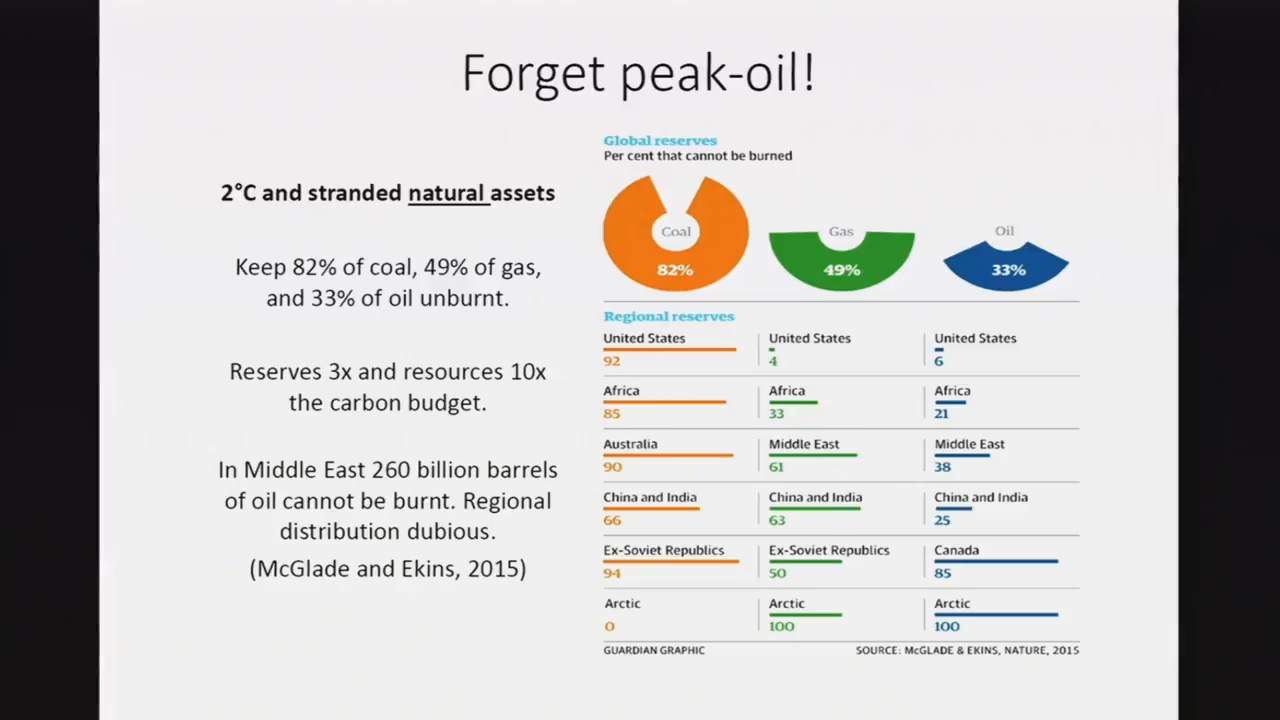 Forget peak-oil!
2°C and stranded natural assets
Keep 82% of coal, 49% of gas,
and 33% of oil unburnt.
Reserves 3x and resources 10x
the carbon budget.
In Middle East 260 billion barrels
of oil cannot be burnt. Regional
distribution dubious.
(McGlade and Ekins, 2015)
Global reserves
Per cent that cannot be burned
Coal Gas Oil
82% 49% 33%
Regional reserves
United States United States United States
92 4 6
Africa Africa Africa
85 33 21
Australia Middle East Middle East
90 61 38
China and India China and India China and India
66 63 25
Ex-Soviet Republics Ex-Soviet Republics Canada
94 50 85
Arctic Arctic Arctic
0 100 100
GUARDIAN GRAPHIC SOURCE: McGLADE & EKINS, NATURE, 2015